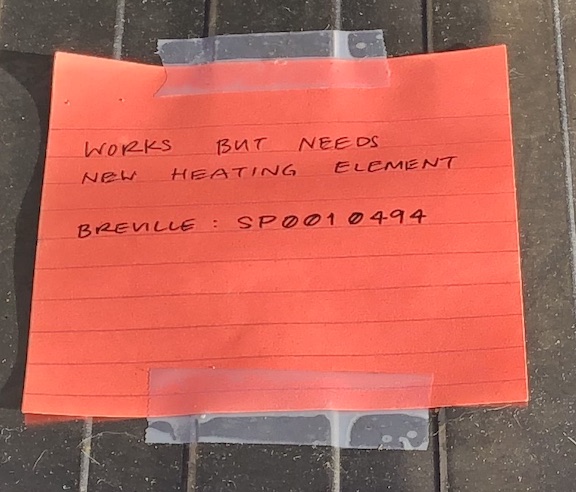 WORKS BUT NEEDS
NEW HEATING ELEMENT
BREVILLE : SP0010494